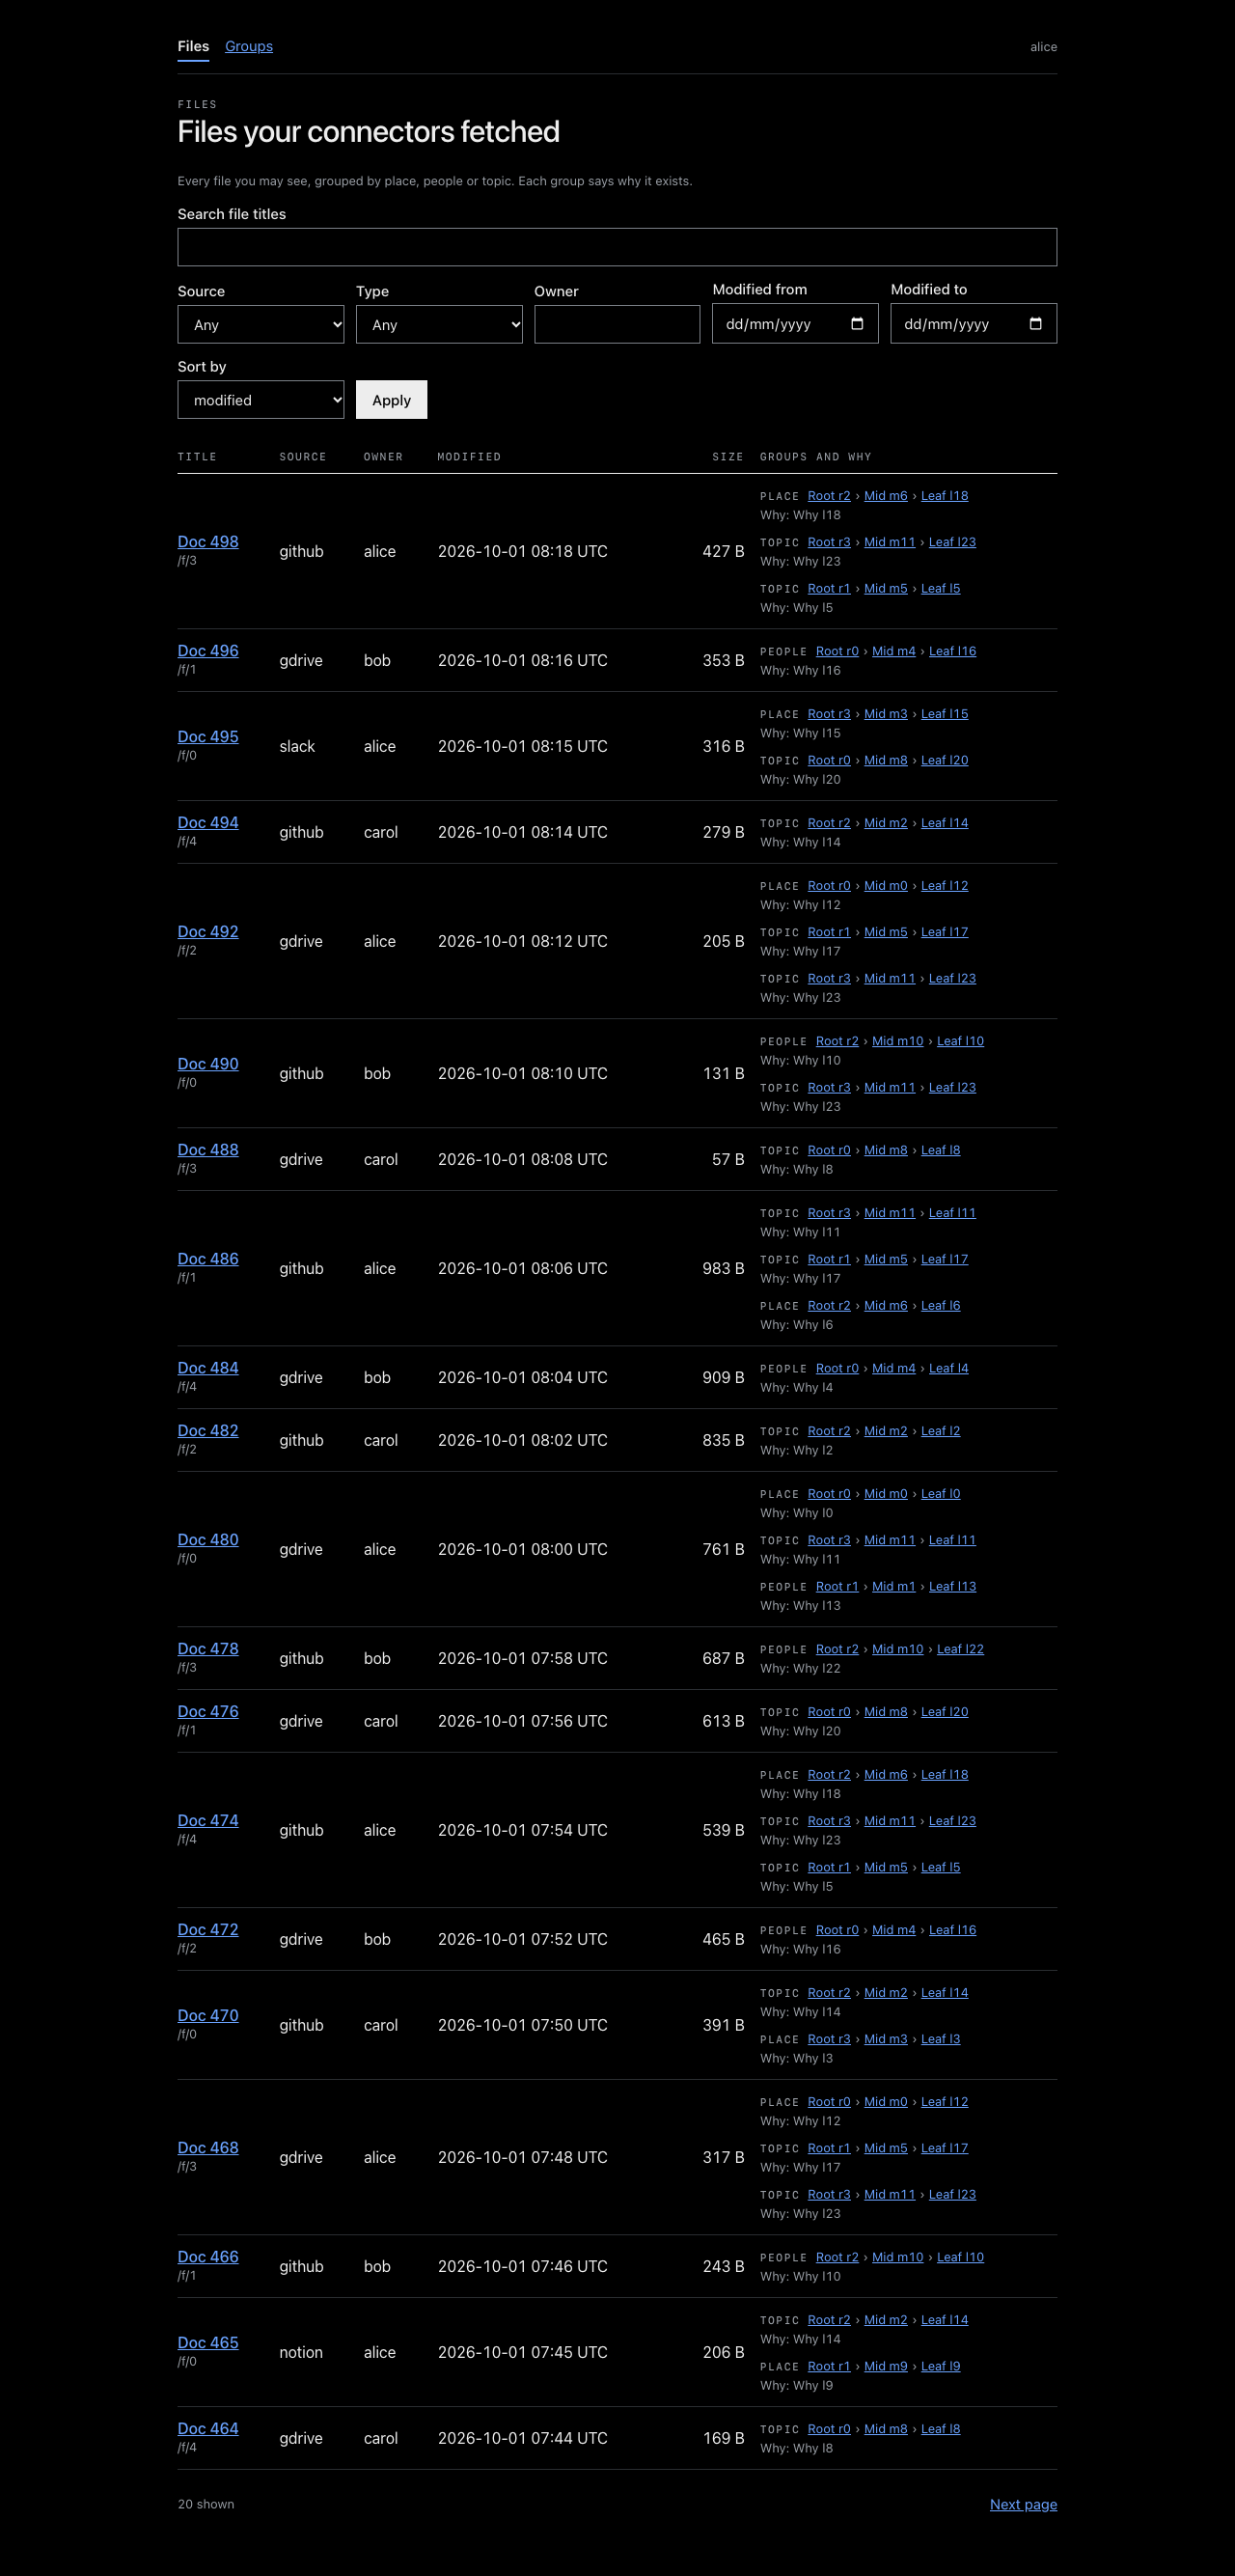 Files Groups alice
FILES
Files your connectors fetched
Every file you may see, grouped by place, people or topic. Each group says why it exists.
Search file titles
Source Type Owner Modified from Modified to
Any Any dd/mm/yyyy dd/mm/yyyy
Sort by
modified Apply
TITLE SOURCE OWNER MODIFIED SIZE GROUPS AND WHY
Doc 498 /f/3 github alice 2026-10-01 08:18 UTC 427 B
PLACE Root r2 › Mid m6 › Leaf l18
Why: Why l18
TOPIC Root r3 › Mid m11 › Leaf l23
Why: Why l23
TOPIC Root r1 › Mid m5 › Leaf l5
Why: Why l5
Doc 496 /f/1 gdrive bob 2026-10-01 08:16 UTC 353 B
PEOPLE Root r0 › Mid m4 › Leaf l16
Why: Why l16
Doc 495 /f/0 slack alice 2026-10-01 08:15 UTC 316 B
PLACE Root r3 › Mid m3 › Leaf l15
Why: Why l15
TOPIC Root r0 › Mid m8 › Leaf l20
Why: Why l20
Doc 494 /f/4 github carol 2026-10-01 08:14 UTC 279 B
TOPIC Root r2 › Mid m2 › Leaf l14
Why: Why l14
Doc 492 /f/2 gdrive alice 2026-10-01 08:12 UTC 205 B
PLACE Root r0 › Mid m0 › Leaf l12
Why: Why l12
TOPIC Root r1 › Mid m5 › Leaf l17
Why: Why l17
TOPIC Root r3 › Mid m11 › Leaf l23
Why: Why l23
Doc 490 /f/0 github bob 2026-10-01 08:10 UTC 131 B
PEOPLE Root r2 › Mid m10 › Leaf l10
Why: Why l10
TOPIC Root r3 › Mid m11 › Leaf l23
Why: Why l23
Doc 488 /f/3 gdrive carol 2026-10-01 08:08 UTC 57 B
TOPIC Root r0 › Mid m8 › Leaf l8
Why: Why l8
Doc 486 /f/1 github alice 2026-10-01 08:06 UTC 983 B
TOPIC Root r3 › Mid m11 › Leaf l11
Why: Why l11
TOPIC Root r1 › Mid m5 › Leaf l17
Why: Why l17
PLACE Root r2 › Mid m6 › Leaf l6
Why: Why l6
Doc 484 /f/4 gdrive bob 2026-10-01 08:04 UTC 909 B
PEOPLE Root r0 › Mid m4 › Leaf l4
Why: Why l4
Doc 482 /f/2 github carol 2026-10-01 08:02 UTC 835 B
TOPIC Root r2 › Mid m2 › Leaf l2
Why: Why l2
Doc 480 /f/0 gdrive alice 2026-10-01 08:00 UTC 761 B
PLACE Root r0 › Mid m0 › Leaf l0
Why: Why l0
TOPIC Root r3 › Mid m11 › Leaf l11
Why: Why l11
PEOPLE Root r1 › Mid m1 › Leaf l13
Why: Why l13
Doc 478 /f/3 github bob 2026-10-01 07:58 UTC 687 B
PEOPLE Root r2 › Mid m10 › Leaf l22
Why: Why l22
Doc 476 /f/1 gdrive carol 2026-10-01 07:56 UTC 613 B
TOPIC Root r0 › Mid m8 › Leaf l20
Why: Why l20
Doc 474 /f/4 github alice 2026-10-01 07:54 UTC 539 B
PLACE Root r2 › Mid m6 › Leaf l18
Why: Why l18
TOPIC Root r3 › Mid m11 › Leaf l23
Why: Why l23
TOPIC Root r1 › Mid m5 › Leaf l5
Why: Why l5
Doc 472 /f/2 gdrive bob 2026-10-01 07:52 UTC 465 B
PEOPLE Root r0 › Mid m4 › Leaf l16
Why: Why l16
Doc 470 /f/0 github carol 2026-10-01 07:50 UTC 391 B
TOPIC Root r2 › Mid m2 › Leaf l14
Why: Why l14
PLACE Root r3 › Mid m3 › Leaf l3
Why: Why l3
Doc 468 /f/3 gdrive alice 2026-10-01 07:48 UTC 317 B
PLACE Root r0 › Mid m0 › Leaf l12
Why: Why l12
TOPIC Root r1 › Mid m5 › Leaf l17
Why: Why l17
TOPIC Root r3 › Mid m11 › Leaf l23
Why: Why l23
Doc 466 /f/1 github bob 2026-10-01 07:46 UTC 243 B
PEOPLE Root r2 › Mid m10 › Leaf l10
Why: Why l10
Doc 465 /f/0 notion alice 2026-10-01 07:45 UTC 206 B
TOPIC Root r2 › Mid m2 › Leaf l14
Why: Why l14
PLACE Root r1 › Mid m9 › Leaf l9
Why: Why l9
Doc 464 /f/4 gdrive carol 2026-10-01 07:44 UTC 169 B
TOPIC Root r0 › Mid m8 › Leaf l8
Why: Why l8
20 shown Next page